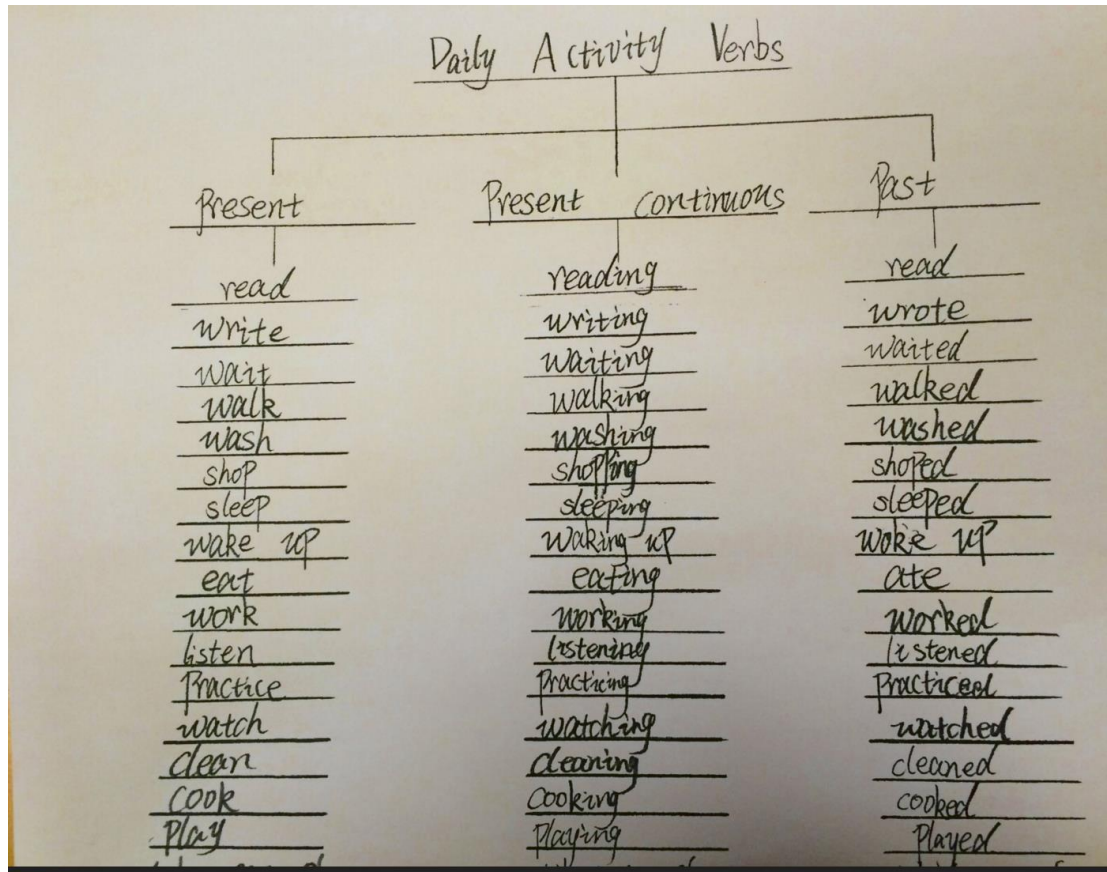 Daily Activity Verbs
Present Present continuous Past
read reading read
write writing wrote
wait waiting waited
walk walking walked
wash washing washed
shop shopping shoped
sleep sleeping sleeped
wake up waking up woke up
eat eating ate
work working worked
listen listening listened
Practice Practicing Practiced
watch watching watched
clean cleaning cleaned
cook cooking cooked
Play Playing Played